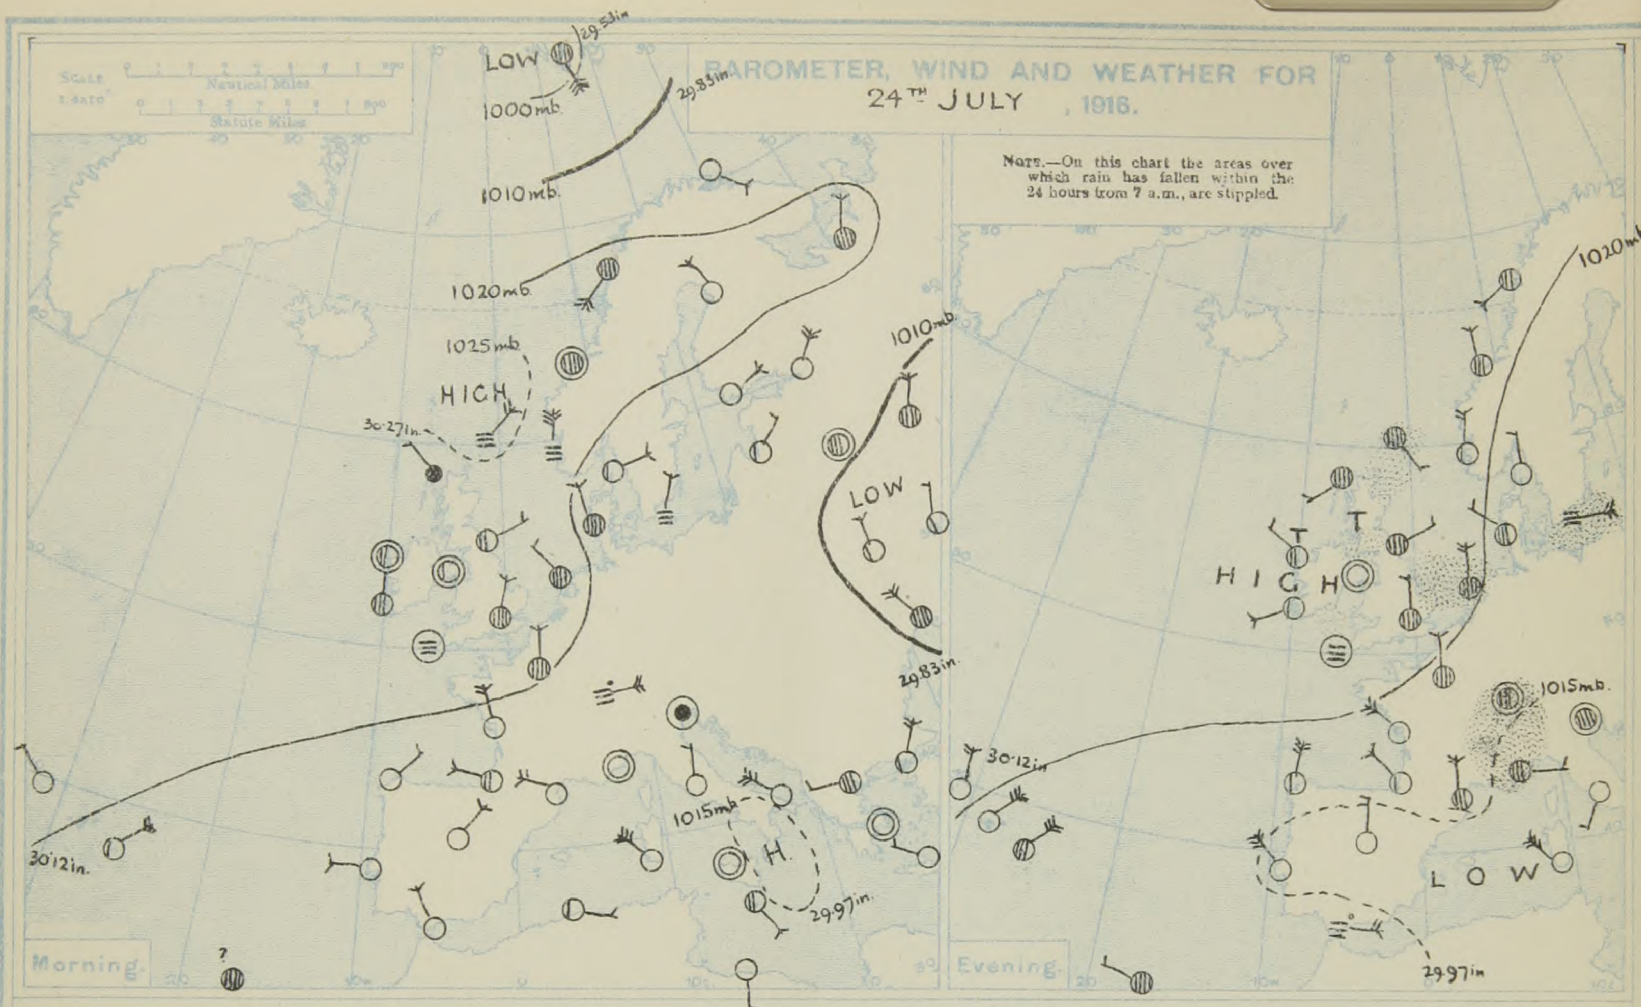 Scale
Nautical Miles
Statute Miles
BAROMETER, WIND AND WEATHER FOR
24TH JULY, 1916.
NOTE.—On this chart the areas over
which rain has fallen within the
24 hours from 7 a.m., are stippled.
LOW
29.53in
1000mb.
29.83in.
1010mb.
1020mb.
1025mb.
HIGH
30.27in.
1010mb.
LOW
29.83in.
1015mb.
H.
29.97in.
30.12in.
?
Morning.
1020mb
T
T
HIGH
1015mb.
30.12in
LOW
29.97in
Evening.